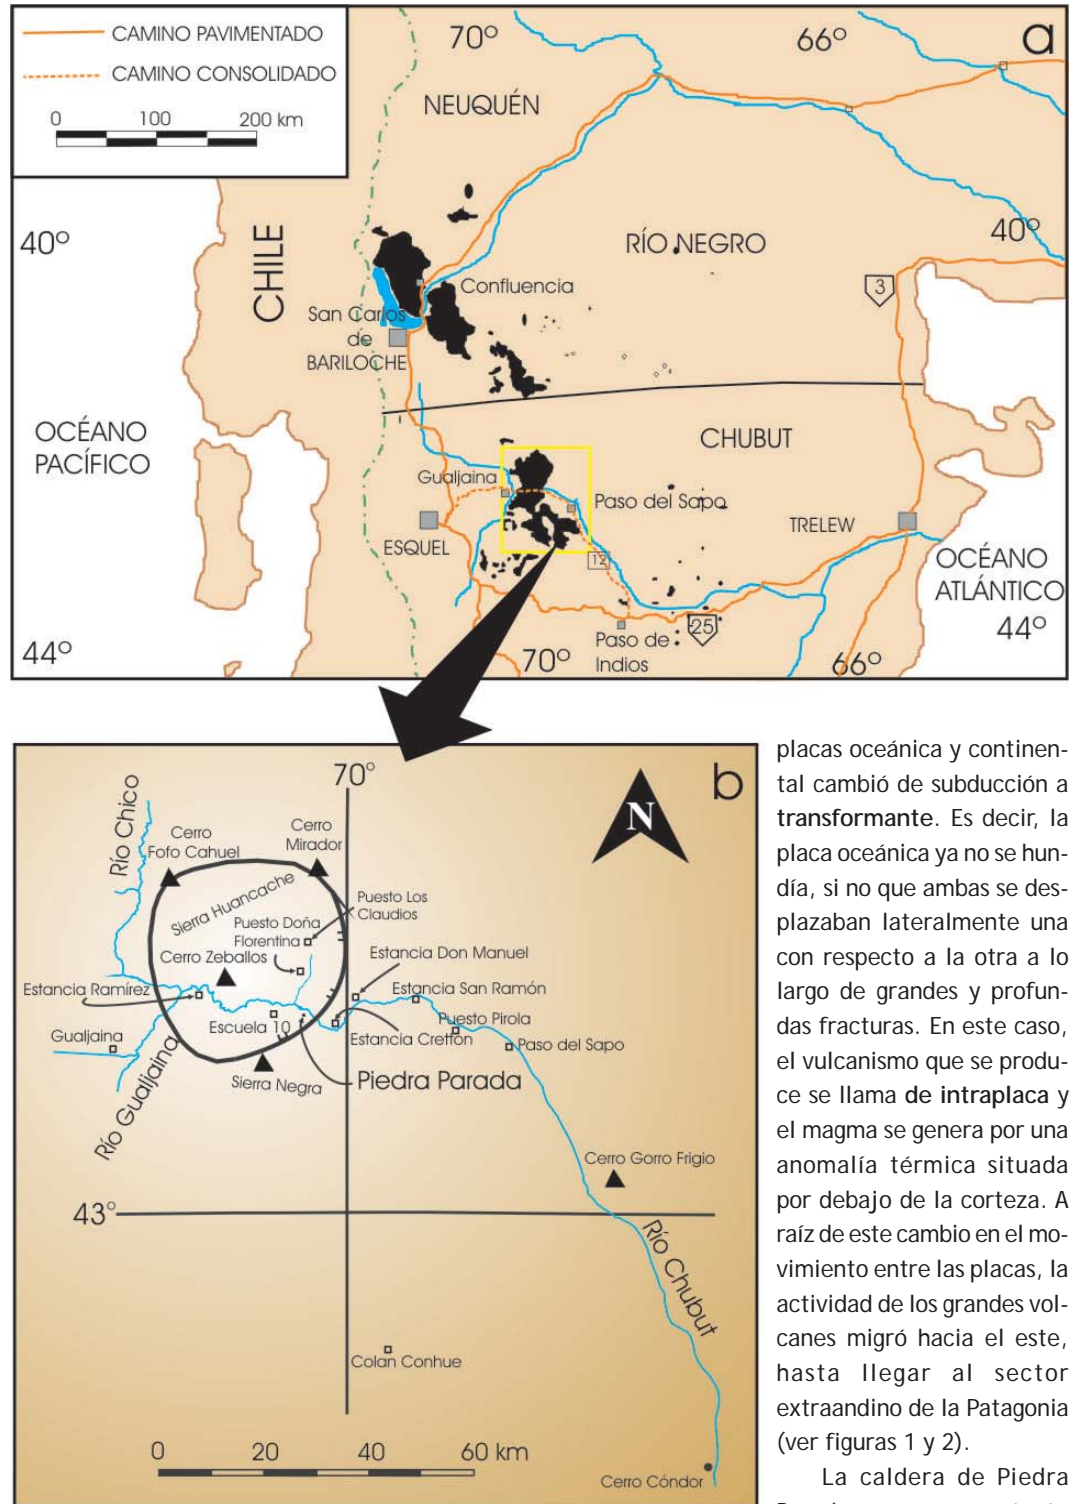 CAMINO PAVIMENTADO
CAMINO CONSOLIDADO
0 100 200 km
70°
66°
a
NEUQUÉN
40°
CHILE
RÍO NEGRO
40°
3
Confluencia
San Carlos
de
BARILOCHE
OCÉANO
PACÍFICO
CHUBUT
Gualjaina
Paso del Sapo
ESQUEL
TRELEW
12
OCÉANO
ATLÁNTICO
44°
25
Paso de
Indios
44°
70°
66°
b
70°
N
Río Chico
Cerro
Fofo Cahuel
Cerro
Mirador
Sierra Huancache
Puesto Los
Claudios
Puesto Doña
Florentina
Cerro Zeballos
Estancia Don Manuel
Estancia Ramírez
Estancia San Ramón
Escuela 10
Puesto Pirola
Gualjaina
Estancia Cretton
Paso del Sapo
Sierra Negra
Piedra Parada
Río Gualjaina
Cerro Gorro Frigio
43°
Río Chubut
Colan Conhue
0 20 40 60 km
Cerro Cóndor
placas oceánica y continen-
tal cambió de subducción a
transformante. Es decir, la
placa oceánica ya no se hun-
día, si no que ambas se des-
plazaban lateralmente una
con respecto a la otra a lo
largo de grandes y profun-
das fracturas. En este caso,
el vulcanismo que se produ-
ce se llama de intraplaca y
el magma se genera por una
anomalía térmica situada
por debajo de la corteza. A
raíz de este cambio en el mo-
vimiento entre las placas, la
actividad de los grandes vol-
canes migró hacia el este,
hasta llegar al sector
extraandino de la Patagonia
(ver figuras 1 y 2).
La caldera de Piedra